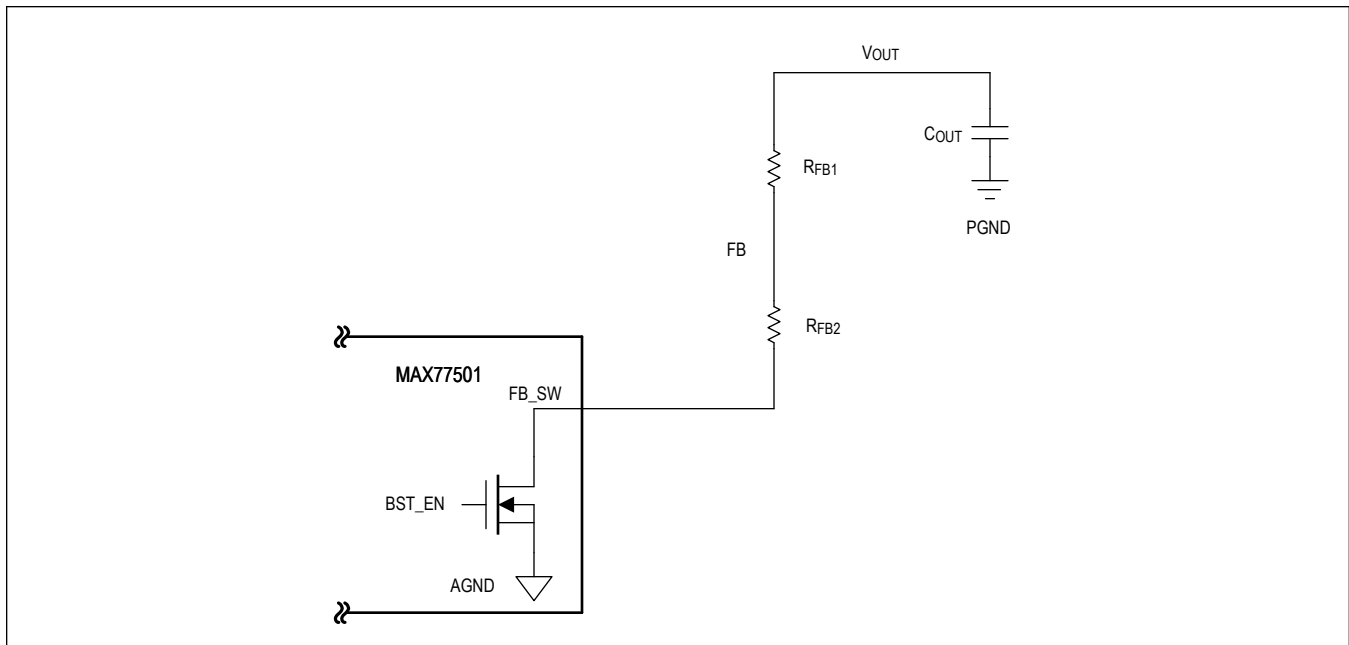 VOUT
COUT
RFB1
PGND
FB
RFB2
MAX77501
FB_SW
BST_EN
AGND